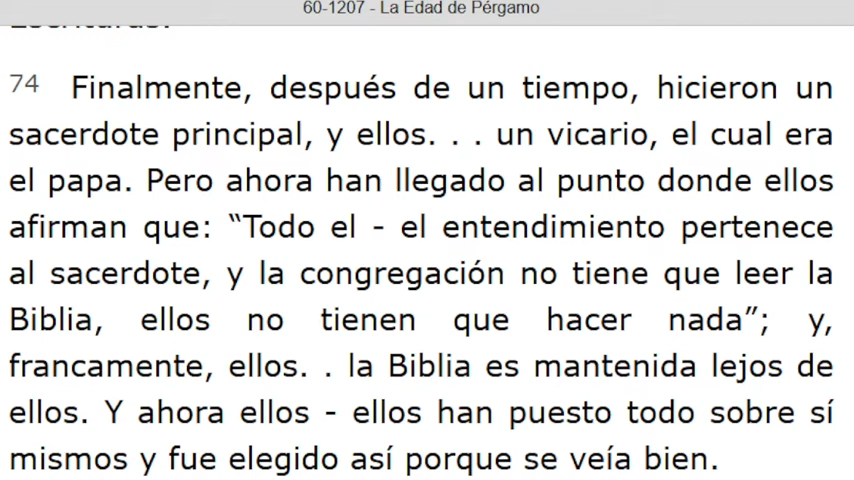 60-1207 - La Edad de Pérgamo
Escrituras.
74 Finalmente, después de un tiempo, hicieron un
sacerdote principal, y ellos. . . un vicario, el cual era
el papa. Pero ahora han llegado al punto donde ellos
afirman que: “Todo el - el entendimiento pertenece
al sacerdote, y la congregación no tiene que leer la
Biblia, ellos no tienen que hacer nada”; y,
francamente, ellos. . la Biblia es mantenida lejos de
ellos. Y ahora ellos - ellos han puesto todo sobre sí
mismos y fue elegido así porque se veía bien.